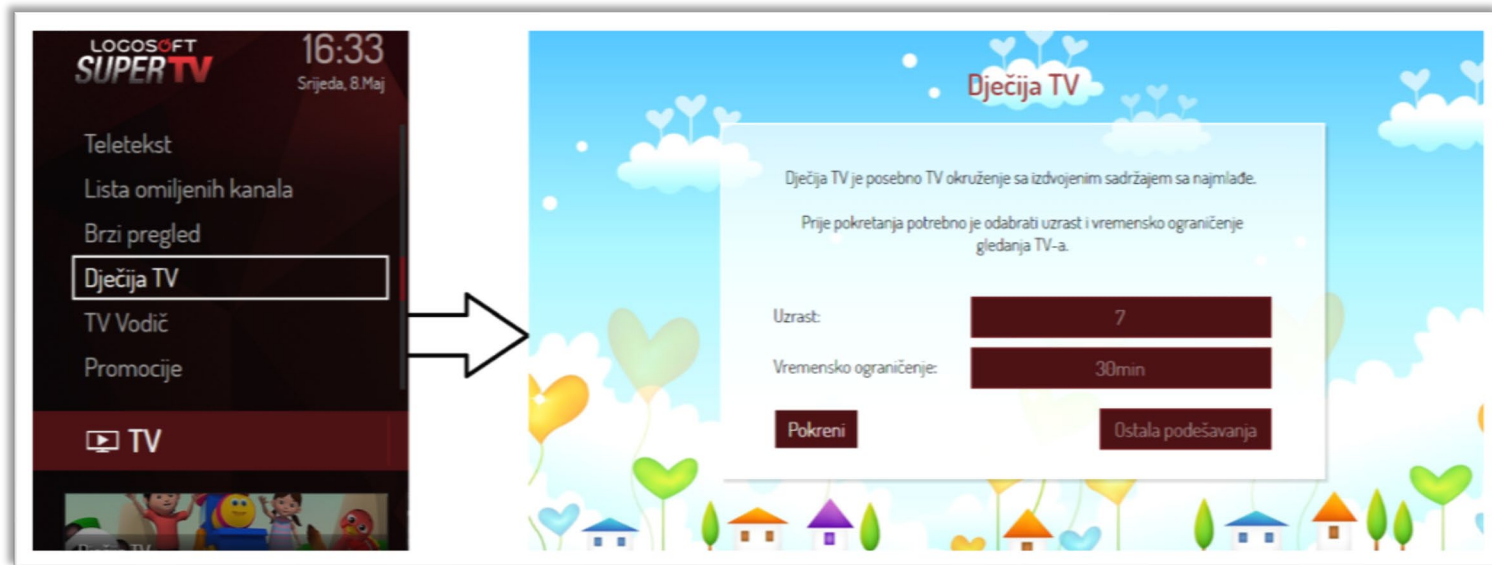 LOGOSOFT
SUPERTV
16:33
Srijeda, 8.Maj
Teletekst
Lista omiljenih kanala
Brzi pregled
Dječija TV
TV Vodič
Promocije
TV
Dječija TV
Dječija TV
Dječija TV je posebno TV okruženje sa izdvojenim sadržajem sa najmlađe.
Prije pokretanja potrebno je odabrati uzrast i vremensko ograničenje
gledanja TV-a.
Uzrast:
7
Vremensko ograničenje:
30min
Pokreni
Ostala podešavanja